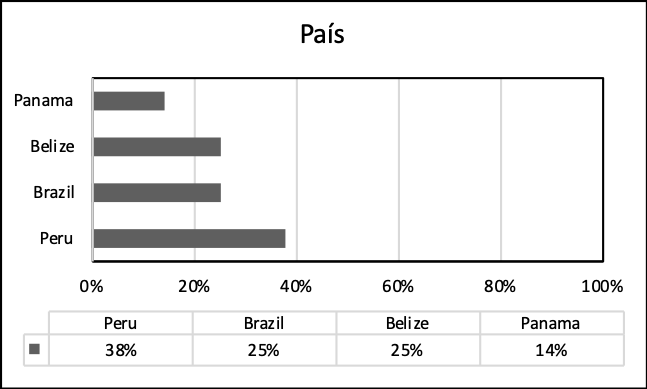 País
Panama
Belize
Brazil
Peru
0% 20% 40% 60% 80% 100%
Peru Brazil Belize Panama
38% 25% 25% 14%